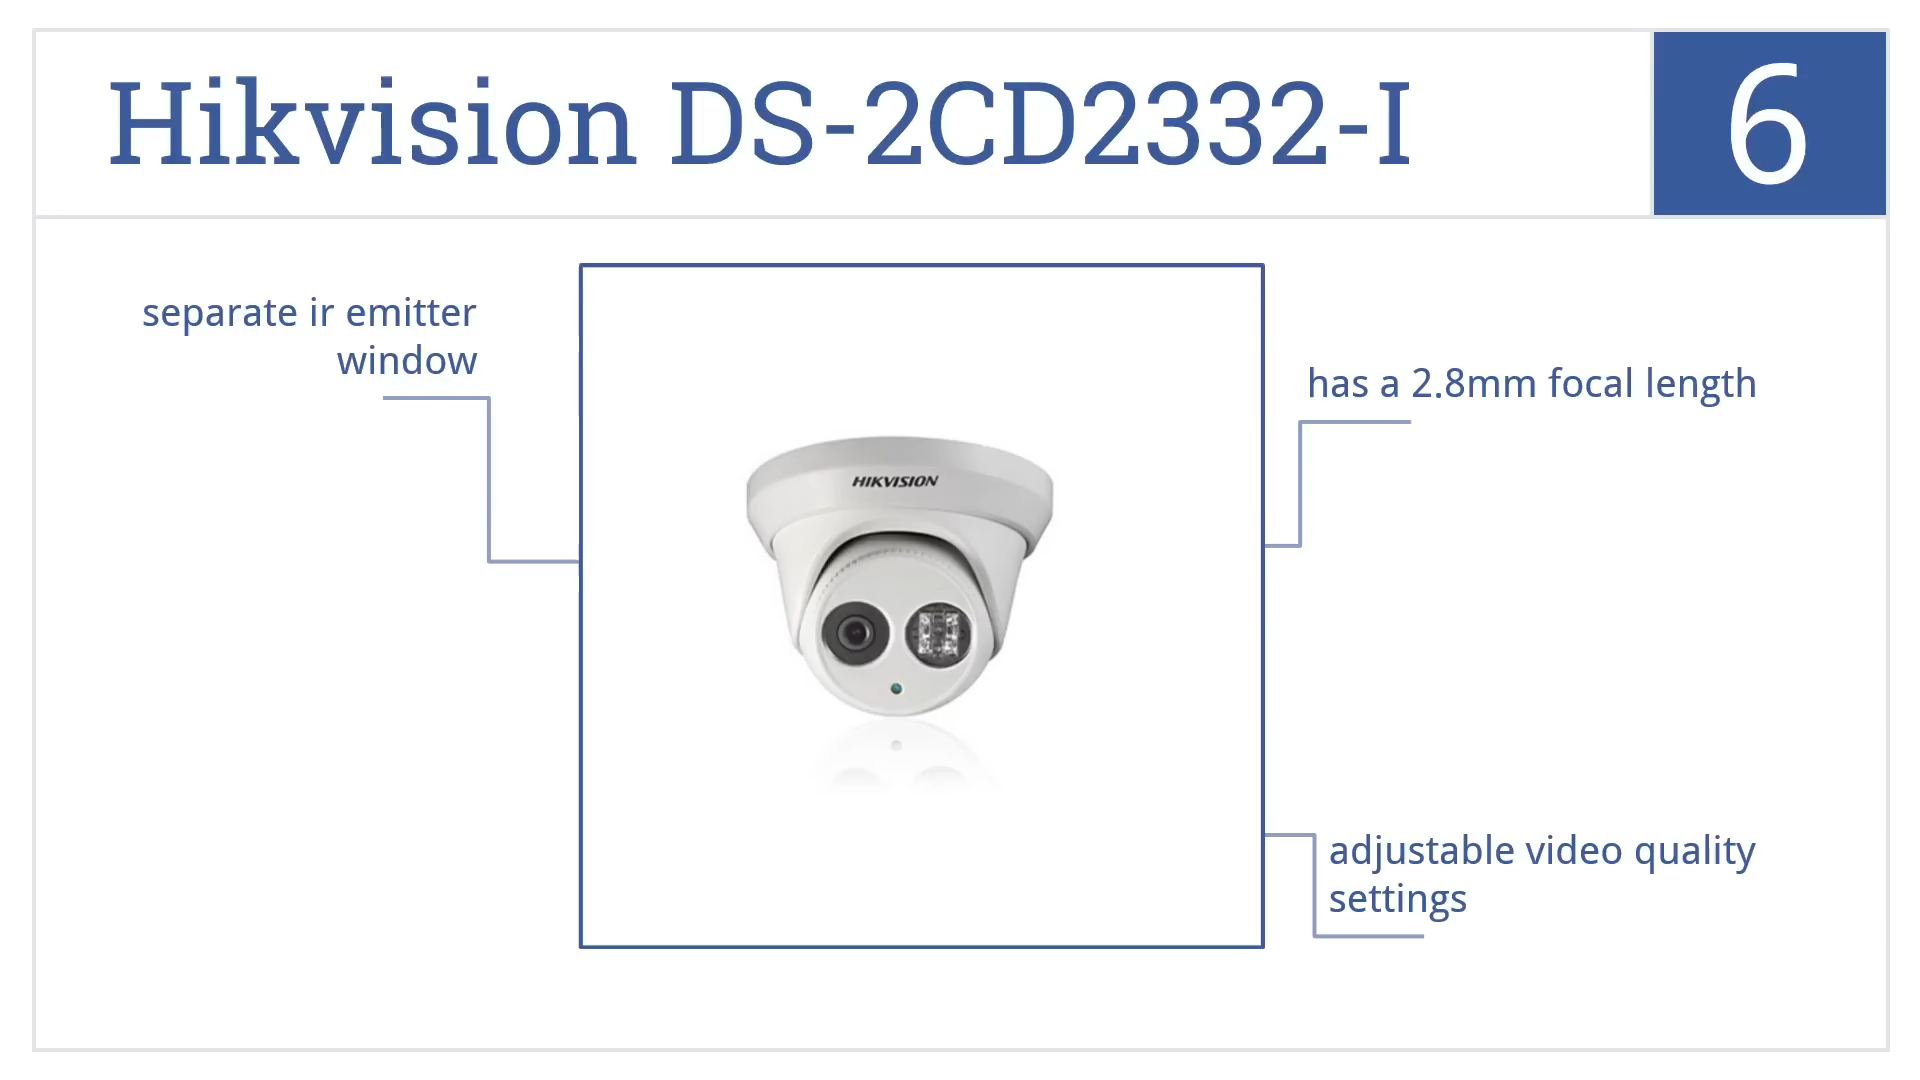 Hikvision DS-2CD2332-I
6
separate ir emitter
window
has a 2.8mm focal length
HIKVISION
adjustable video quality
settings